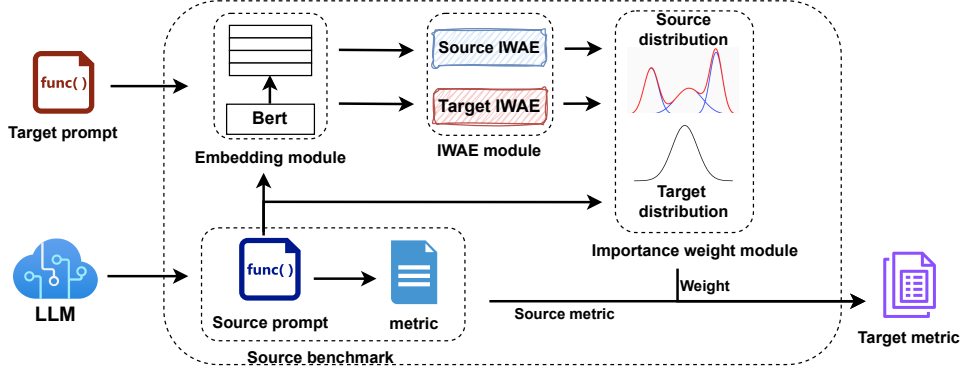 func( )
Target prompt
LLM
Bert
Embedding module
Source IWAE
Target IWAE
IWAE module
Source
distribution
Target
distribution
Importance weight module
func( )
Source prompt
metric
Source benchmark
Source metric
Weight
Target metric